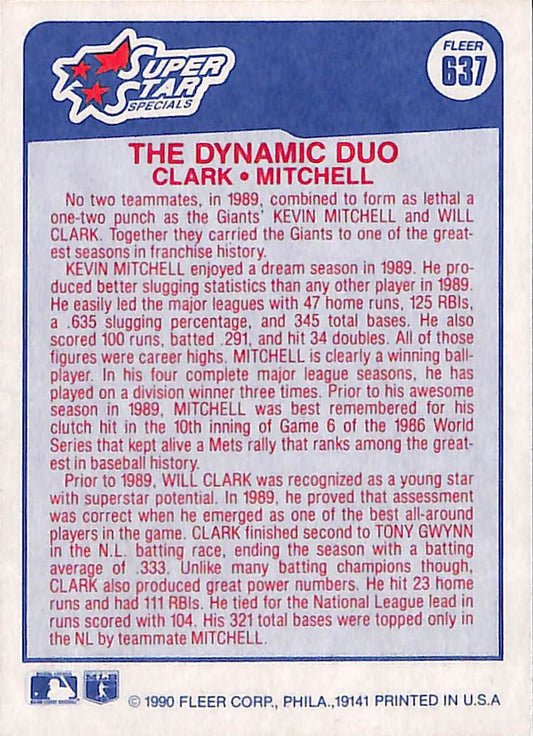 SUPER
STAR
SPECIALS
FLEER
637
THE DYNAMIC DUO
CLARK • MITCHELL
No two teammates, in 1989, combined to form as lethal a
one-two punch as the Giants' KEVIN MITCHELL and WILL
CLARK. Together they carried the Giants to one of the great-
est seasons in franchise history.
KEVIN MITCHELL enjoyed a dream season in 1989. He pro-
duced better slugging statistics than any other player in 1989.
He easily led the major leagues with 47 home runs, 125 RBIs,
a .635 slugging percentage, and 345 total bases. He also
scored 100 runs, batted .291, and hit 34 doubles. All of those
figures were career highs. MITCHELL is clearly a winning ball-
player. In his four complete major league seasons, he has
played on a division winner three times. Prior to his awesome
season in 1989, MITCHELL was best remembered for his
clutch hit in the 10th inning of Game 6 of the 1986 World
Series that kept alive a Mets rally that ranks among the great-
est in baseball history.
Prior to 1989, WILL CLARK was recognized as a young star
with superstar potential. In 1989, he proved that assessment
was correct when he emerged as one of the best all-around
players in the game. CLARK finished second to TONY GWYNN
in the N.L. batting race, ending the season with a batting
average of .333. Unlike many batting champions though,
CLARK also produced great power numbers. He hit 23 home
runs and had 111 RBIs. He tied for the National League lead in
runs scored with 104. His 321 total bases were topped only in
the NL by teammate MITCHELL.
© 1990 FLEER CORP., PHILA.,19141 PRINTED IN U.S.A